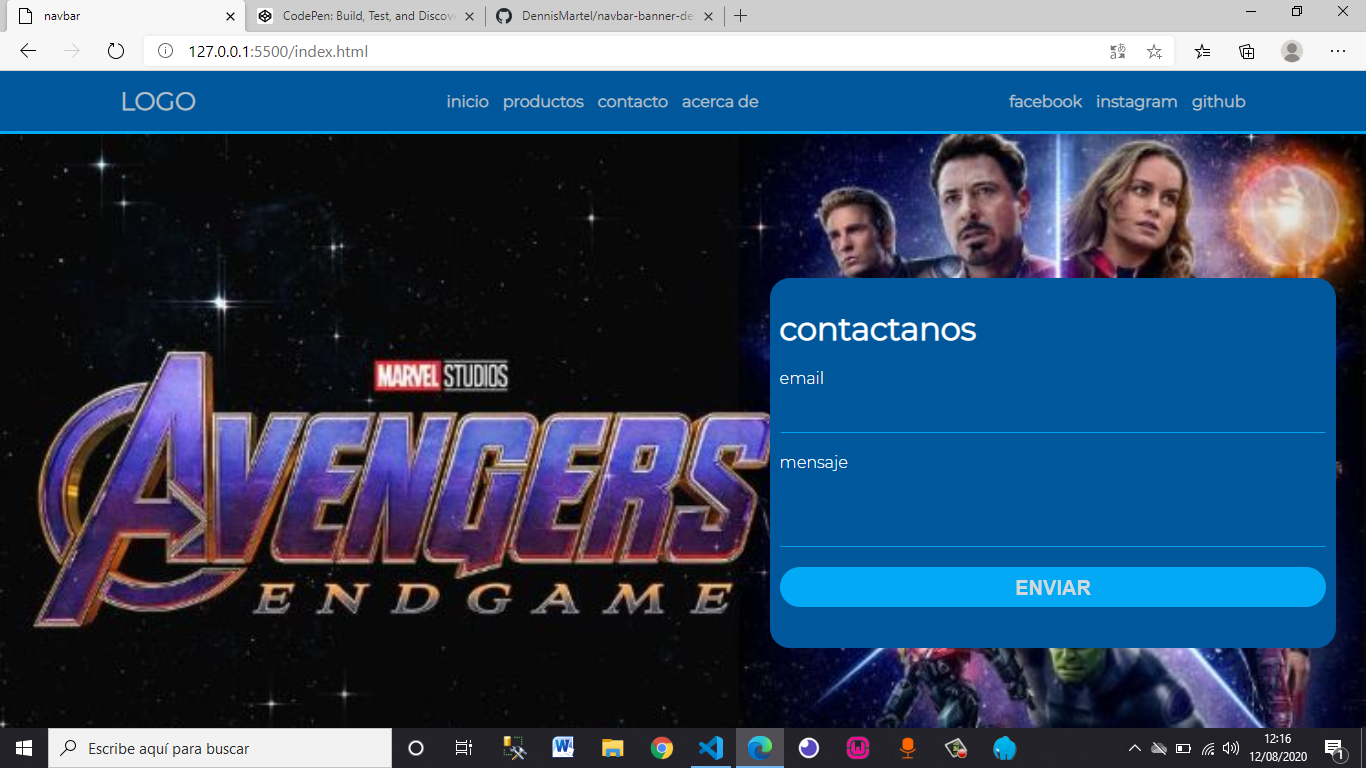 navbar
CodePen: Build, Test, and Discov
DennisMartel/navbar-banner-de
127.0.0.1:5500/index.html
LOGO
inicio productos contacto acerca de
facebook instagram github
MARVEL STUDIOS
AVENGERS
ENDGAME
contactanos
email
mensaje
ENVIAR
Escribe aquí para buscar
12:16
12/08/2020
1